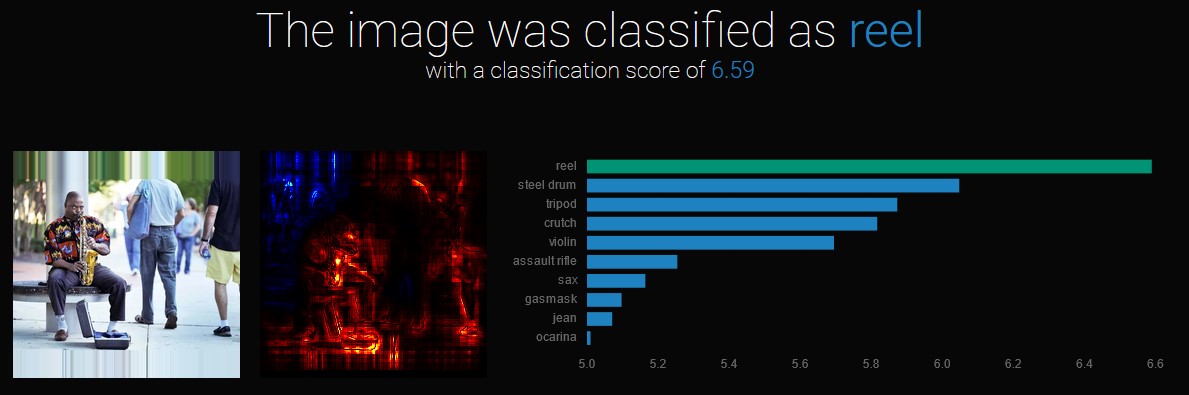 The image was classified as reel
with a classification score of 6.59
reel
steel drum
tripod
crutch
violin
assault rifle
sax
gasmask
jean
ocarina
5.0 5.2 5.4 5.6 5.8 6.0 6.2 6.4 6.6